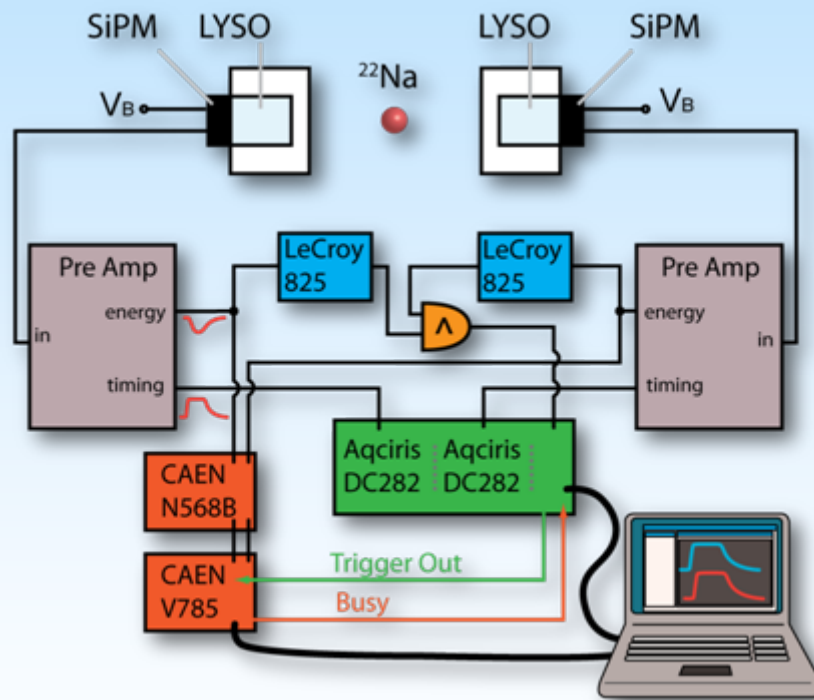 SiPM LYSO
LYSO SiPM
²²Na
VB
VB
Pre Amp
energy
in
timing
LeCroy
825
LeCroy
825
∧
Pre Amp
energy
in
timing
Aqciris
DC282
Aqciris
DC282
CAEN
N568B
CAEN
V785
Trigger Out
Busy